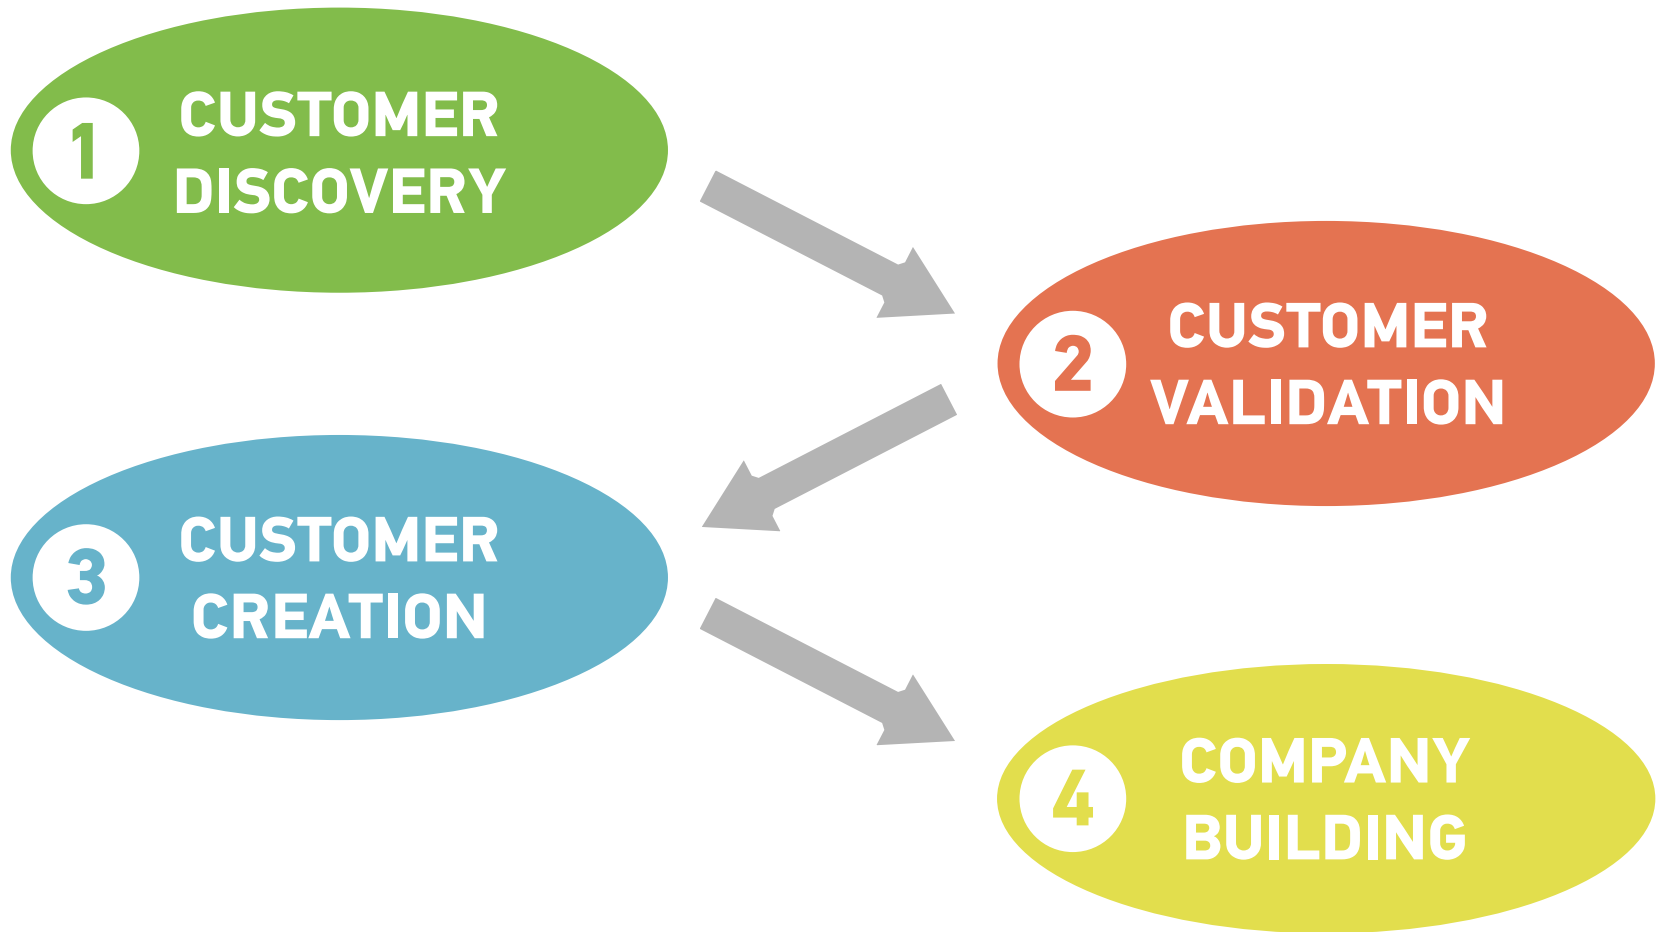 1
CUSTOMER
DISCOVERY
2
CUSTOMER
VALIDATION
3
CUSTOMER
CREATION
4
COMPANY
BUILDING